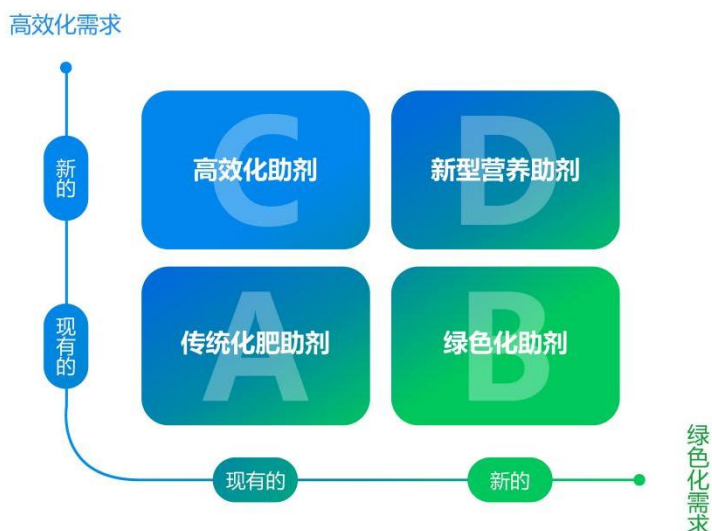 高效化需求
新的
C
高效化助剂
D
新型营养助剂
现有的
A
传统化肥助剂
B
绿色化助剂
现有的
新的
绿色化需求